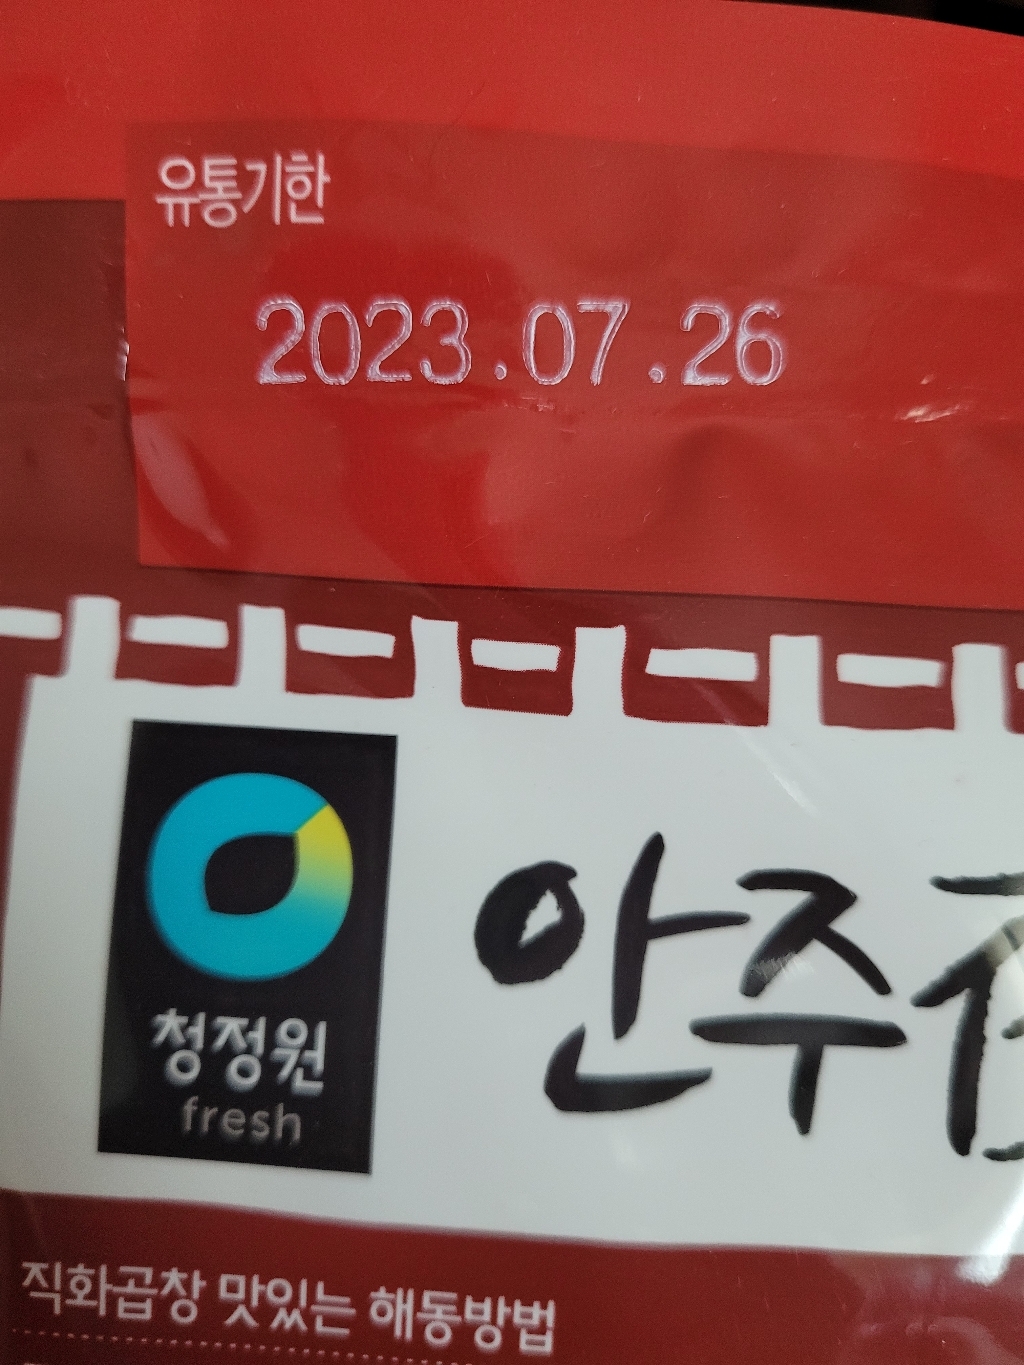 유통기한
2023.07.26
안주
청정원
fresh
직화곱창 맛있는 해동방법